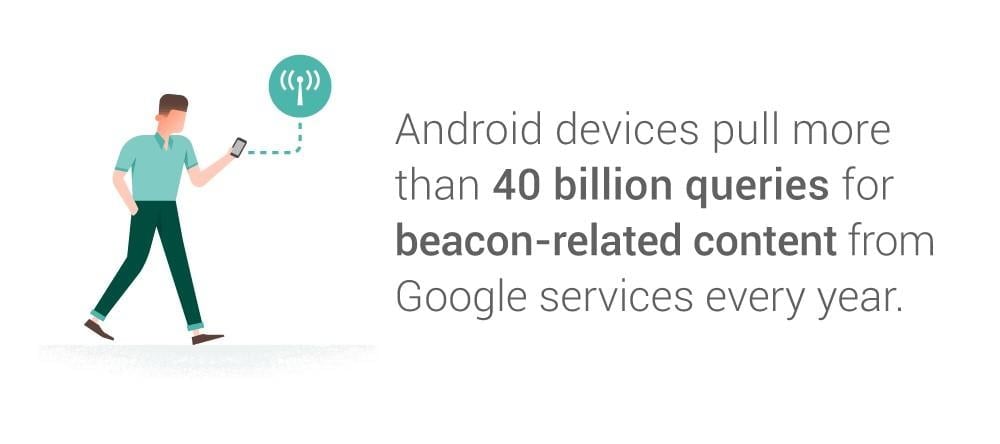 Android devices pull more
than 40 billion queries for
beacon-related content from
Google services every year.